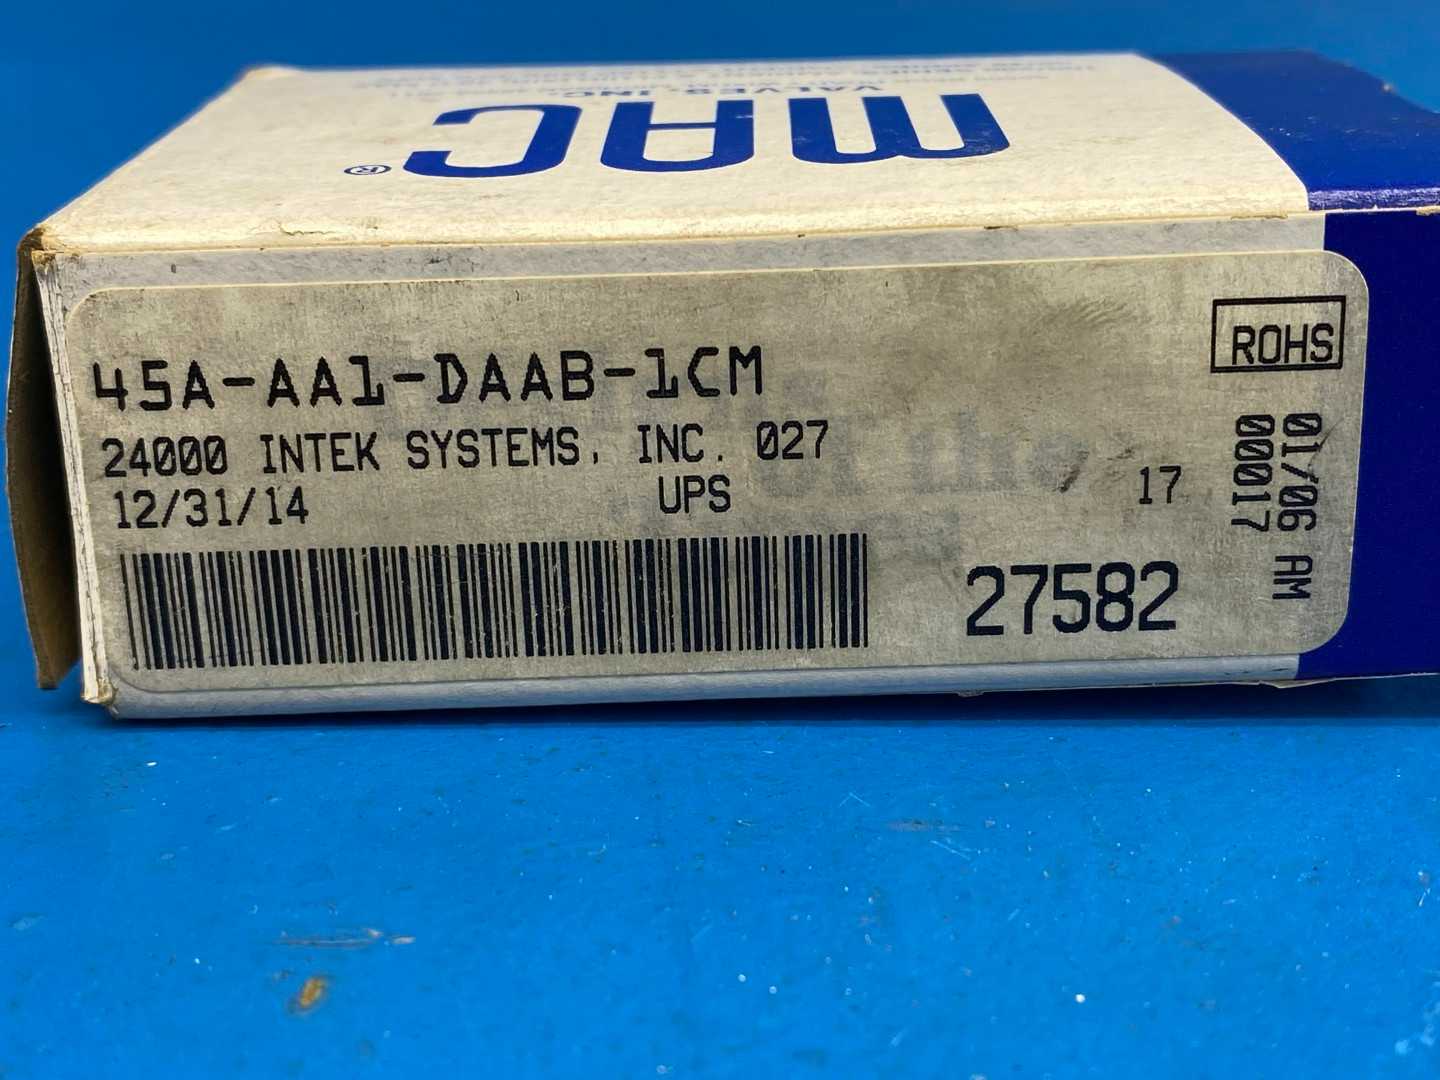 MAC®
VALVES, INC.
45A-AA1-DAAB-1CM
24000 INTEK SYSTEMS, INC. 027
12/31/14 UPS 17
27582
ROHS
01/06 AM
00017